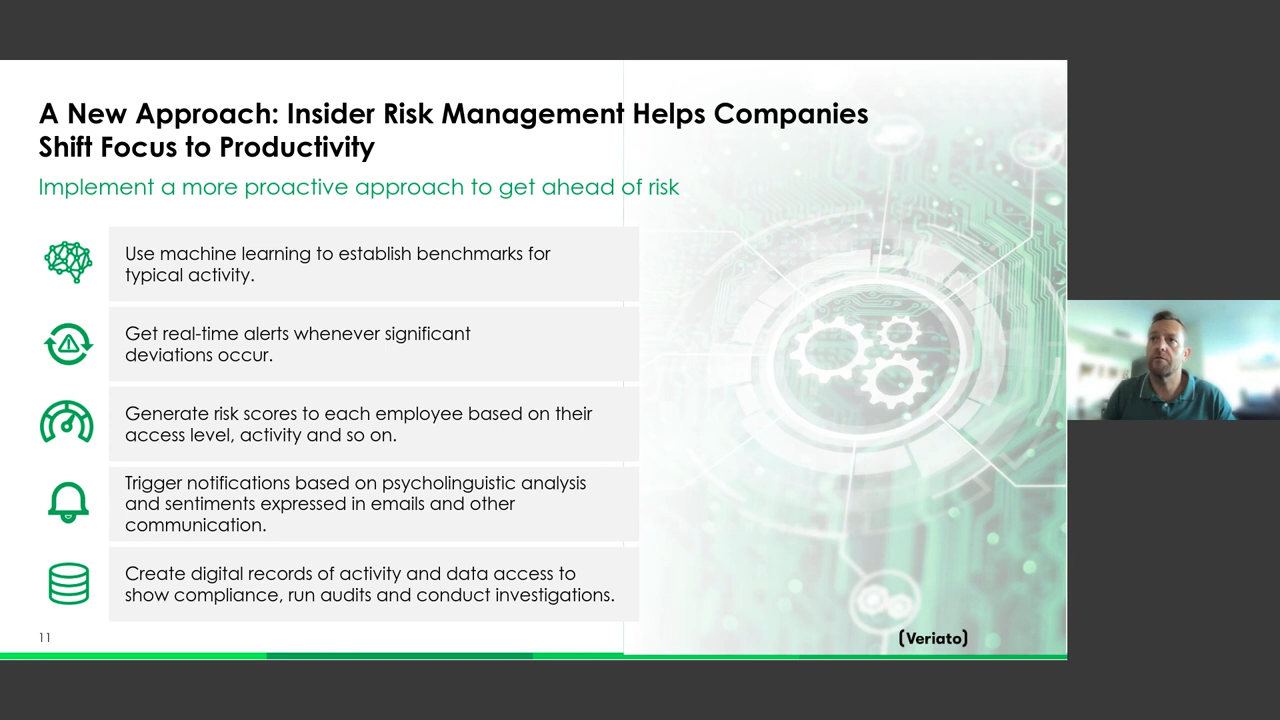 A New Approach: Insider Risk Management Helps Companies
Shift Focus to Productivity
Implement a more proactive approach to get ahead of risk
Use machine learning to establish benchmarks for
typical activity.
Get real-time alerts whenever significant
deviations occur.
Generate risk scores to each employee based on their
access level, activity and so on.
Trigger notifications based on psycholinguistic analysis
and sentiments expressed in emails and other
communication.
Create digital records of activity and data access to
show compliance, run audits and conduct investigations.
11
(Veriato)